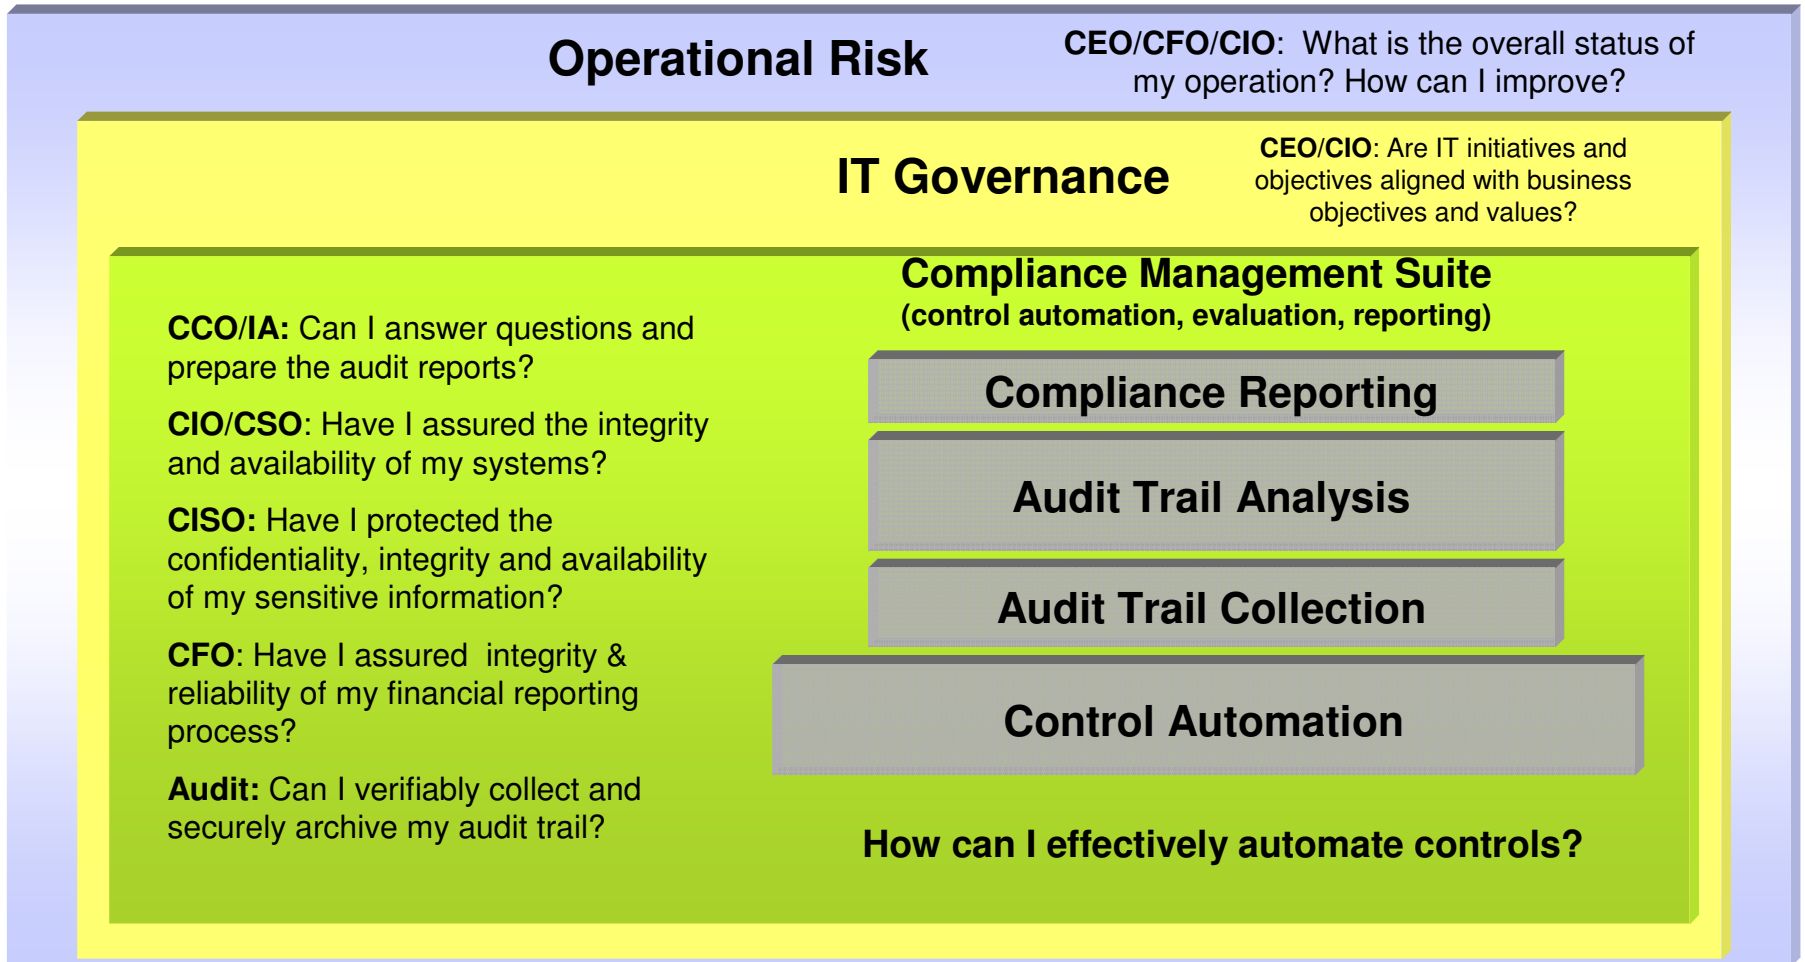 Operational Risk
CEO/CFO/CIO:  What is the overall status of
my operation? How can I improve?
IT Governance
CEO/CIO: Are IT initiatives and
objectives aligned with business
objectives and values?
CCO/IA: Can I answer questions and
prepare the audit reports?
CIO/CSO: Have I assured the integrity
and availability of my systems?
CISO: Have I protected the
confidentiality, integrity and availability
of my sensitive information?
CFO: Have I assured  integrity &
reliability of my financial reporting
process?
Audit: Can I verifiably collect and
securely archive my audit trail?
Compliance Management Suite
(control automation, evaluation, reporting)
Compliance Reporting
Audit Trail Analysis
Audit Trail Collection
Control Automation
How can I effectively automate controls?